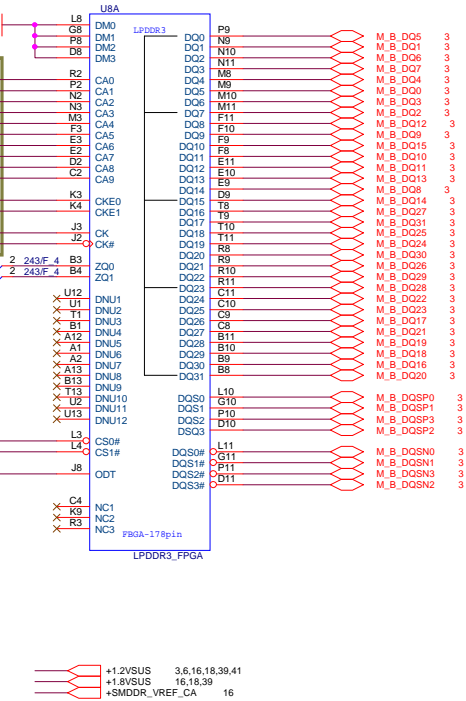 U8A
LPDDR3
L8 DM0
G8 DM1
P8 DM2
D8 DM3
R2 CA0
P2 CA1
N2 CA2
N3 CA3
M3 CA4
F3 CA5
E3 CA6
E2 CA7
D2 CA8
C2 CA9
K3 CKE0
K4 CKE1
J3 CK
J2 CK#
2 243/F_4 B3 ZQ0
2 243/F_4 B4 ZQ1
U12 DNU1
U1 DNU2
T1 DNU3
B1 DNU4
A12 DNU5
A1 DNU6
A2 DNU7
A13 DNU8
B13 DNU9
T13 DNU10
U2 DNU11
U13 DNU12
L3 CS0#
L4 CS1#
J8 ODT
C4 NC1
K9 NC2
R3 NC3
DQ0 P9 M_B_DQ5 3
DQ1 N9 M_B_DQ1 3
DQ2 N10 M_B_DQ6 3
DQ3 N11 M_B_DQ7 3
DQ4 M8 M_B_DQ4 3
DQ5 M9 M_B_DQ0 3
DQ6 M10 M_B_DQ3 3
DQ7 M11 M_B_DQ2 3
DQ8 F11 M_B_DQ12 3
DQ9 F10 M_B_DQ9 3
DQ10 F9 M_B_DQ15 3
DQ11 F8 M_B_DQ10 3
DQ12 E11 M_B_DQ11 3
DQ13 E10 M_B_DQ13 3
DQ14 E9 M_B_DQ8 3
DQ15 D9 M_B_DQ14 3
DQ16 T8 M_B_DQ27 3
DQ17 T9 M_B_DQ31 3
DQ18 T10 M_B_DQ25 3
DQ19 T11 M_B_DQ24 3
DQ20 R8 M_B_DQ30 3
DQ21 R9 M_B_DQ26 3
DQ22 R10 M_B_DQ29 3
DQ23 R11 M_B_DQ28 3
DQ24 C11 M_B_DQ22 3
DQ25 C10 M_B_DQ23 3
DQ26 C9 M_B_DQ17 3
DQ27 C8 M_B_DQ21 3
DQ28 B11 M_B_DQ19 3
DQ29 B10 M_B_DQ18 3
DQ30 B9 M_B_DQ16 3
DQ31 B8 M_B_DQ20 3
DQS0 L10 M_B_DQSP0 3
DQS1 G10 M_B_DQSP1 3
DQS2 P10 M_B_DQSP3 3
DSQ3 D10 M_B_DQSP2 3
DQS0# L11 M_B_DQSN0 3
DQS1# G11 M_B_DQSN1 3
DQS2# P11 M_B_DQSN3 3
DQS3# D11 M_B_DQSN2 3
FBGA-178pin
LPDDR3_FPGA
+1.2VSUS 3,6,16,18,39,41
+1.8VSUS 16,18,39
+SMDDR_VREF_CA 16